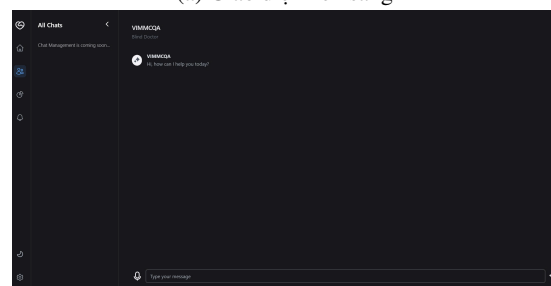 All Chats
Chat Management is coming soon...
VIMMCQA
Blind Doctor
VIMMCQA
Hi, how can I help you today?
Type your message